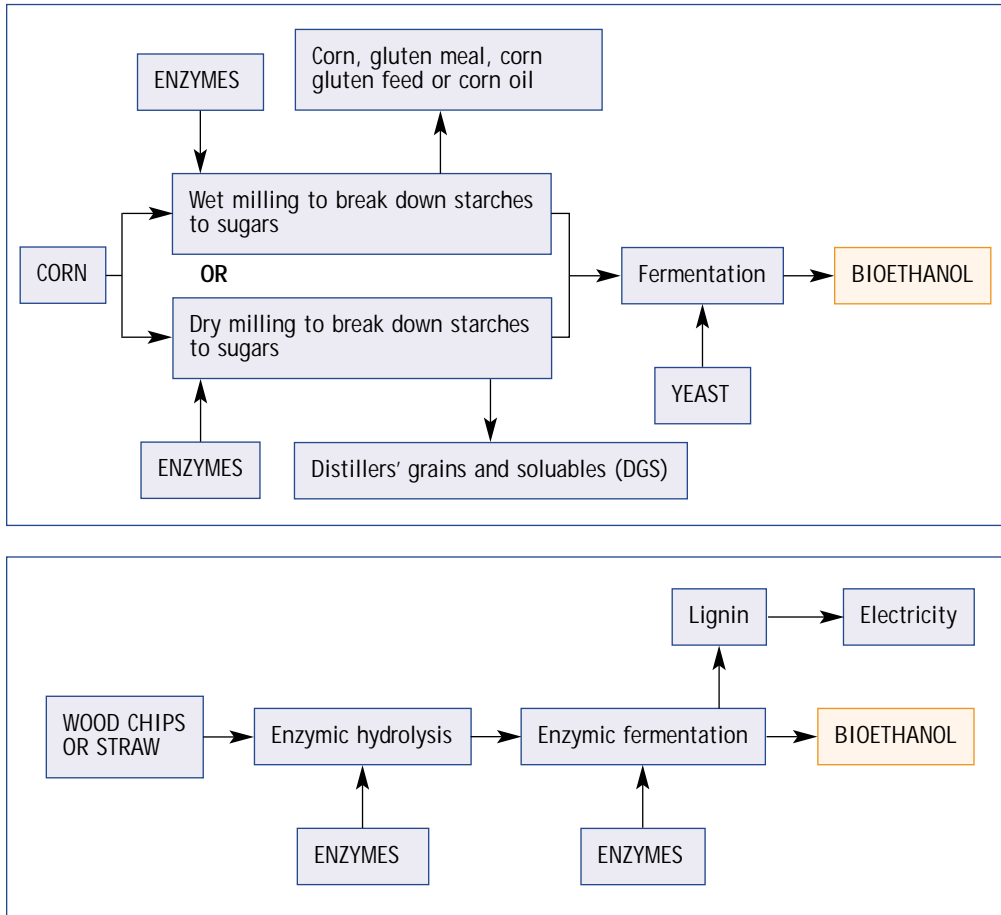 Corn, gluten meal, corn
gluten feed or corn oil
ENZYMES
Wet milling to break down starches
to sugars
CORN
OR
Fermentation
BIOETHANOL
Dry milling to break down starches
to sugars
YEAST
ENZYMES
Distillers' grains and soluables (DGS)
Lignin
Electricity
WOOD CHIPS
OR STRAW
Enzymic hydrolysis
Enzymic fermentation
BIOETHANOL
ENZYMES
ENZYMES